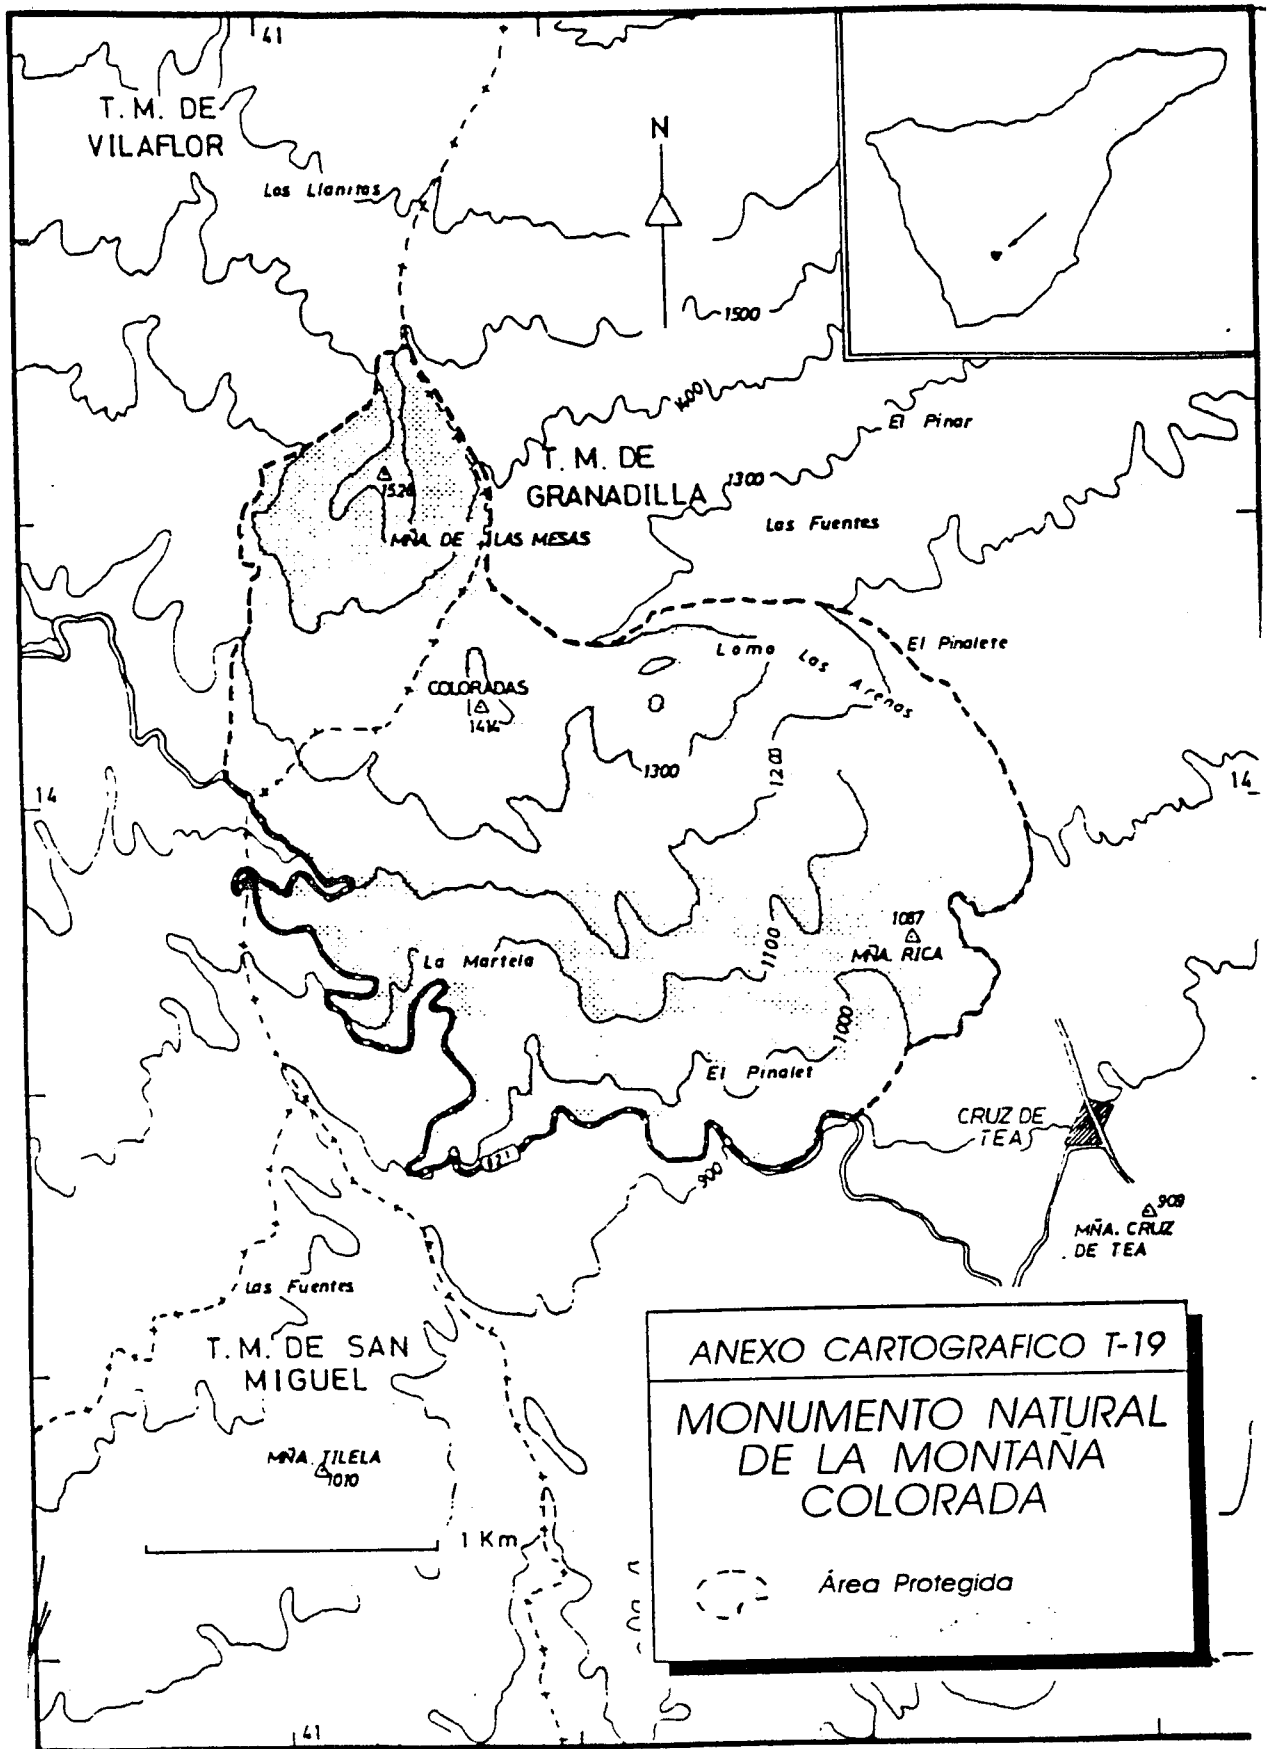 41
T. M. DE
VILAFLOR
Los Llanitos
N
1500
1400
El Pinar
T. M. DE
GRANADILLA
1300
Las Fuentes
1526
MÑA. DE LAS MESAS
El Pinalete
Lomo Las Arenas
COLORADAS
1414
1300
1200
14
14
1087
MÑA. RICA
1100
La Martela
1000
El Pinalet
CRUZ DE
TEA
121
900
909
MÑA. CRUZ
DE TEA
Las Fuentes
T. M. DE SAN
MIGUEL
MÑA. TILELA
1010
1 Km
ANEXO CARTOGRAFICO T-19
MONUMENTO NATURAL
DE LA MONTAÑA
COLORADA
Área Protegida
41